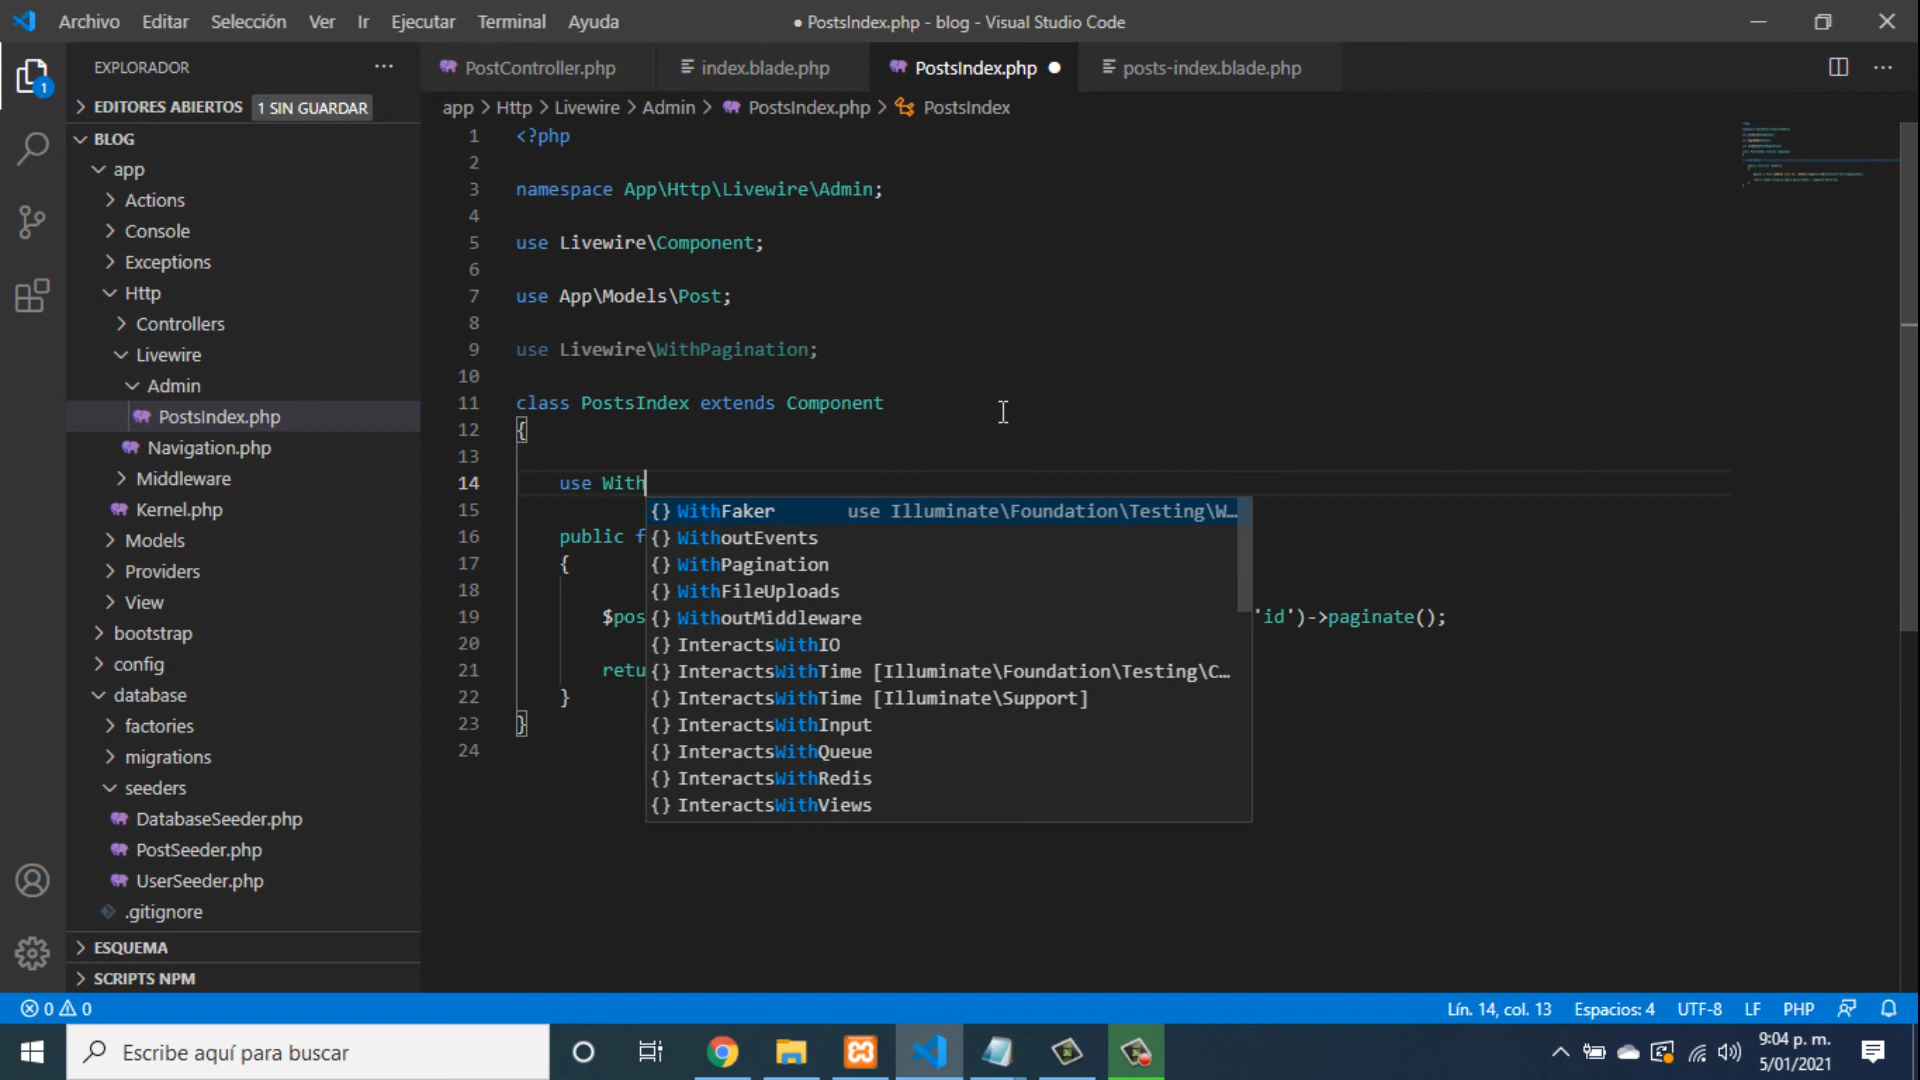 Archivo Editar Selección Ver Ir Ejecutar Terminal Ayuda
● PostsIndex.php - blog - Visual Studio Code
EXPLORADOR
PostController.php index.blade.php PostsIndex.php posts-index.blade.php
EDITORES ABIERTOS 1 SIN GUARDAR
app > Http > Livewire > Admin > PostsIndex.php > PostsIndex
BLOG
app
Actions
Console
Exceptions
Http
Controllers
Livewire
Admin
PostsIndex.php
Navigation.php
Middleware
Kernel.php
Models
Providers
View
bootstrap
config
database
factories
migrations
seeders
DatabaseSeeder.php
PostSeeder.php
UserSeeder.php
.gitignore
ESQUEMA
SCRIPTS NPM
1
1 <?php
2
3 namespace App\Http\Livewire\Admin;
4
5 use Livewire\Component;
6
7 use App\Models\Post;
8
9 use Livewire\WithPagination;
10
11 class PostsIndex extends Component
12 {
13
14 use With
15
16 public f
17 {
18
19 $pos 'id')->paginate();
20
21 retu
22 }
23 }
24
WithFaker use Illuminate\Foundation\Testing\W…
WithoutEvents
WithPagination
WithFileUploads
WithoutMiddleware
InteractsWithIO
InteractsWithTime [Illuminate\Foundation\Testing\C…
InteractsWithTime [Illuminate\Support]
InteractsWithInput
InteractsWithQueue
InteractsWithRedis
InteractsWithViews
0 0 Lín. 14, col. 13 Espacios: 4 UTF-8 LF PHP
Escribe aquí para buscar
9:04 p. m.
5/01/2021